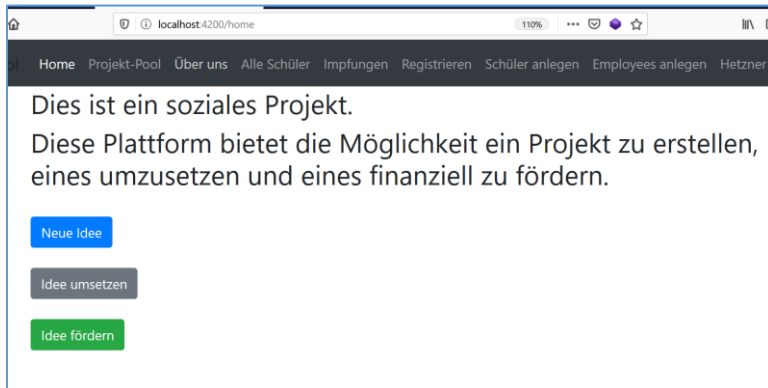 localhost:4200/home 110%
Home Projekt-Pool Über uns Alle Schüler Impfungen Registrieren Schüler anlegen Employees anlegen Hetzner
Dies ist ein soziales Projekt.
Diese Plattform bietet die Möglichkeit ein Projekt zu erstellen,
eines umzusetzen und eines finanziell zu fördern.
Neue Idee
Idee umsetzen
Idee fördern